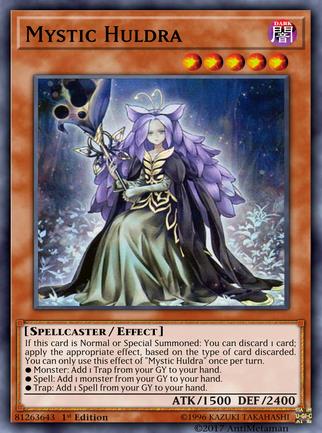 Mystic Huldra
DARK
闇
[Spellcaster / Effect]
If this card is Normal or Special Summoned: You can discard 1 card;
apply the appropriate effect, based on the type of card discarded.
You can only use this effect of "Mystic Huldra" once per turn.
● Monster: Add 1 Trap from your GY to your hand.
● Spell: Add 1 monster from your GY to your hand.
● Trap: Add 1 Spell from your GY to your hand.
ATK/1500 DEF/2400
81263643 1st Edition ©1996 KAZUKI TAKAHASHI
©2017 AntiMetaman